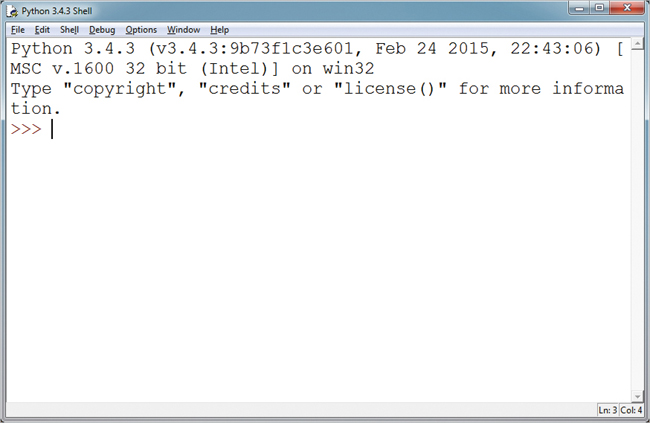 Python 3.4.3 Shell
File Edit Shell Debug Options Window Help
Python 3.4.3 (v3.4.3:9b73f1c3e601, Feb 24 2015, 22:43:06) [
MSC v.1600 32 bit (Intel)] on win32
Type "copyright", "credits" or "license()" for more informa
tion.
>>>
Ln: 3 Col: 4